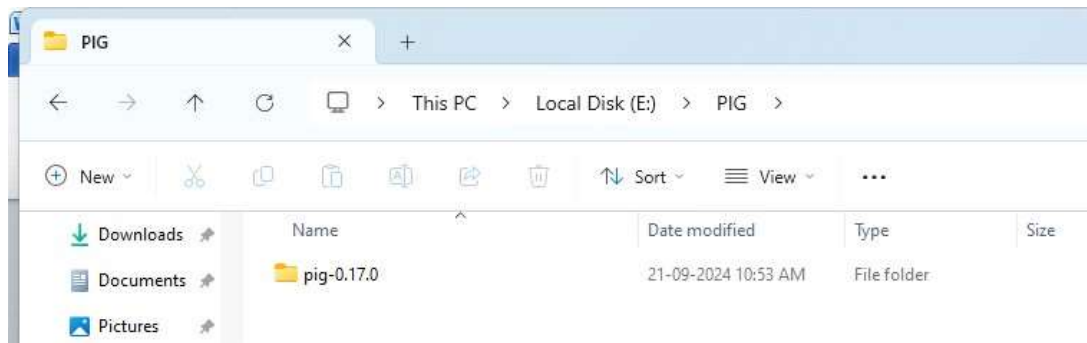 PIG
This PC > Local Disk (E:) > PIG >
New Sort View ...
Name Date modified Type Size
Downloads
pig-0.17.0 21-09-2024 10:53 AM File folder
Documents
Pictures